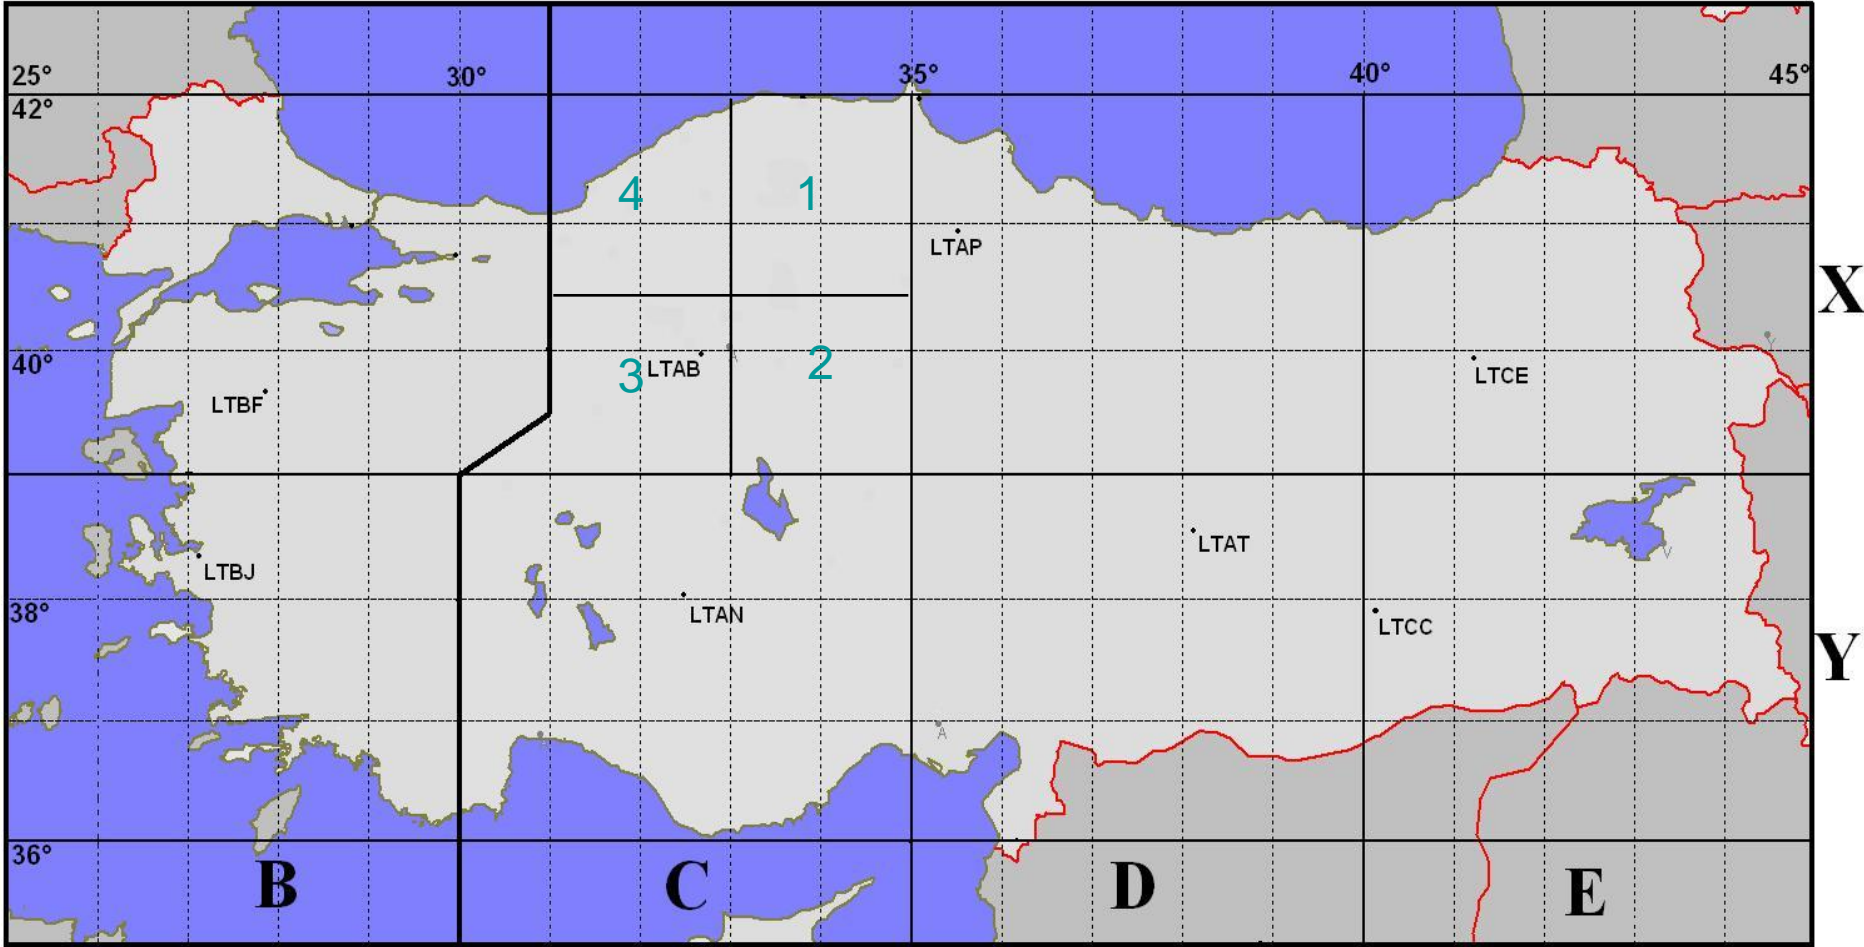 25° 30° 35° 40° 45°
42°
4 1
LTAP
X
40° 3 LTAB A 2 LTCE Y
LTBF
LTAT V
LTBJ
38° LTAN LTCC
Y
A
36°
B C D E